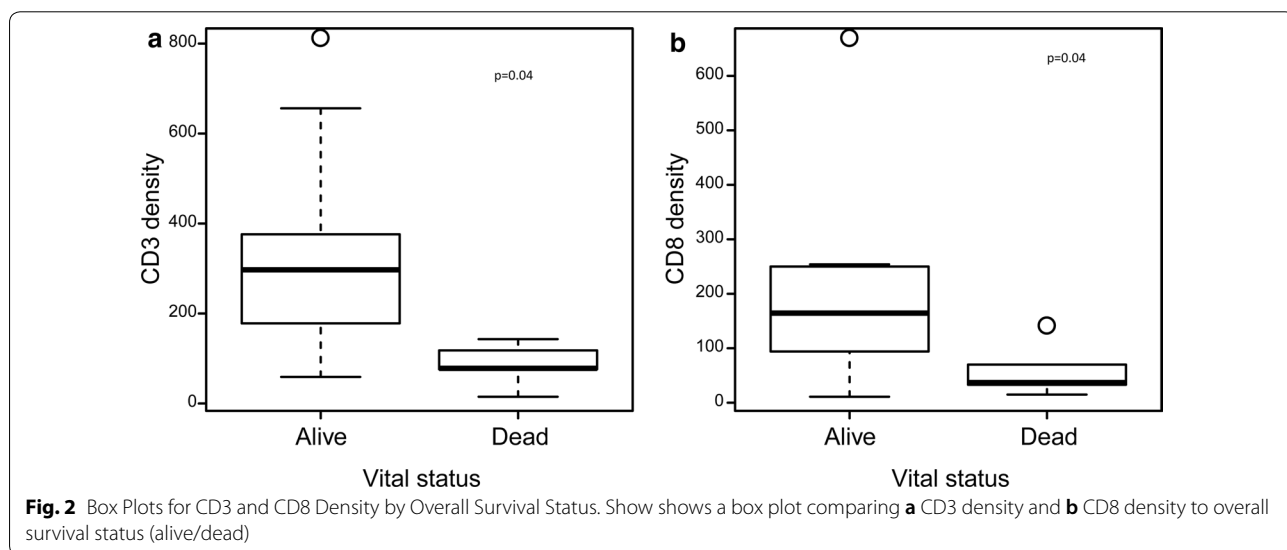 a
800
600
400
200
0
CD3 density
p=0.04
Alive Dead
Vital status
b
600
500
400
300
200
100
0
CD8 density
p=0.04
Alive Dead
Vital status
Fig. 2 Box Plots for CD3 and CD8 Density by Overall Survival Status. Show shows a box plot comparing a CD3 density and b CD8 density to overall
survival status (alive/dead)